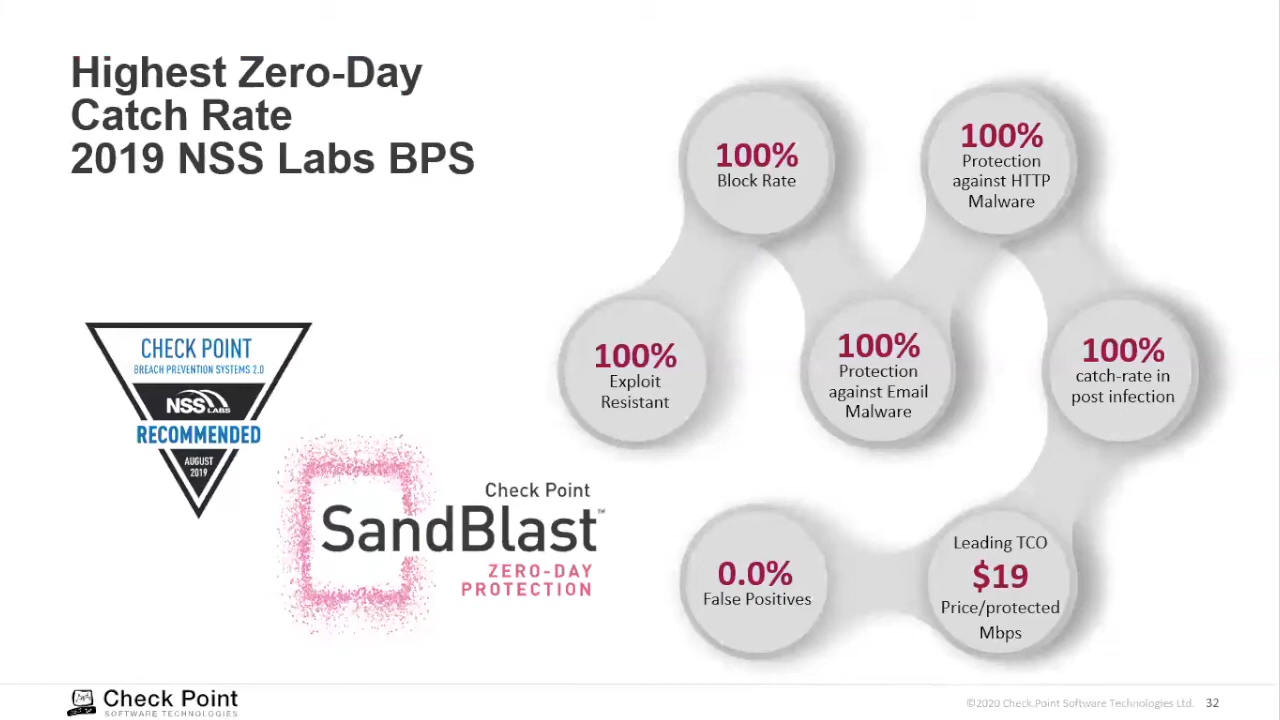 Highest Zero-Day
Catch Rate
2019 NSS Labs BPS
100%
Block Rate
100%
Protection
against HTTP
Malware
100%
Exploit
Resistant
100%
Protection
against Email
Malware
100%
catch-rate in
post infection
CHECK POINT
BREACH PREVENTION SYSTEMS 2.0
NSS LABS
RECOMMENDED
AUGUST
2019
Check Point
SandBlast™
ZERO-DAY
PROTECTION
0.0%
False Positives
Leading TCO
$19
Price/protected
Mbps
Check Point
SOFTWARE TECHNOLOGIES
©2020 Check Point Software Technologies Ltd. 32